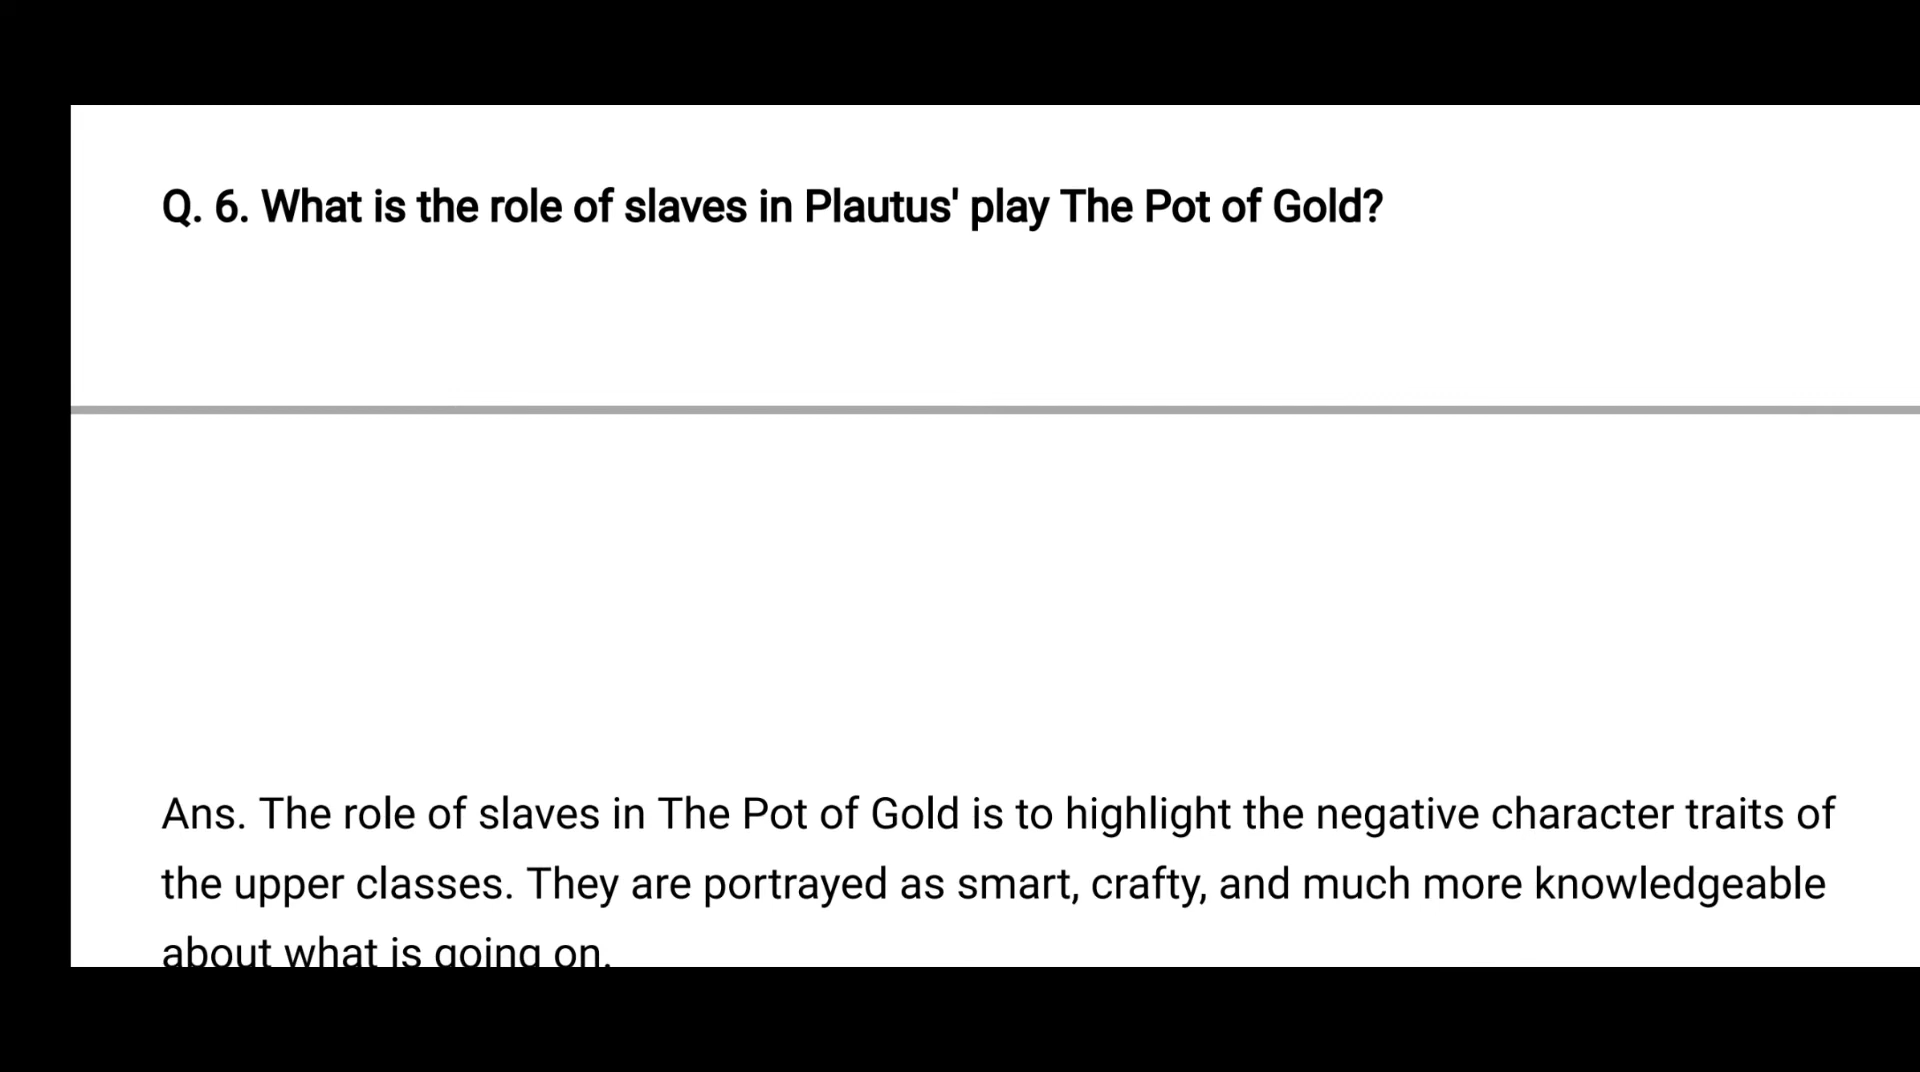 Q. 6. What is the role of slaves in Plautus' play The Pot of Gold?
Ans. The role of slaves in The Pot of Gold is to highlight the negative character traits of
the upper classes. They are portrayed as smart, crafty, and much more knowledgeable
about what is going on.